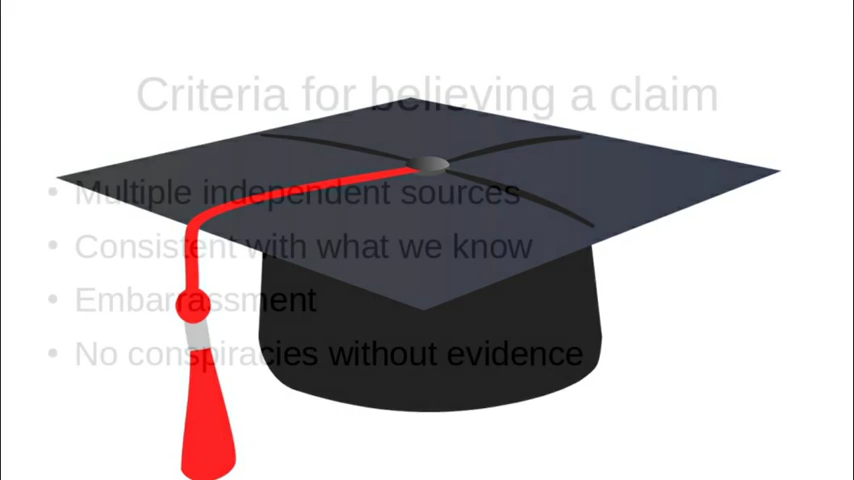 Criteria for believing a claim
• Multiple independent sources
• Consistent with what we know
• Embarrassment
• No conspiracies without evidence